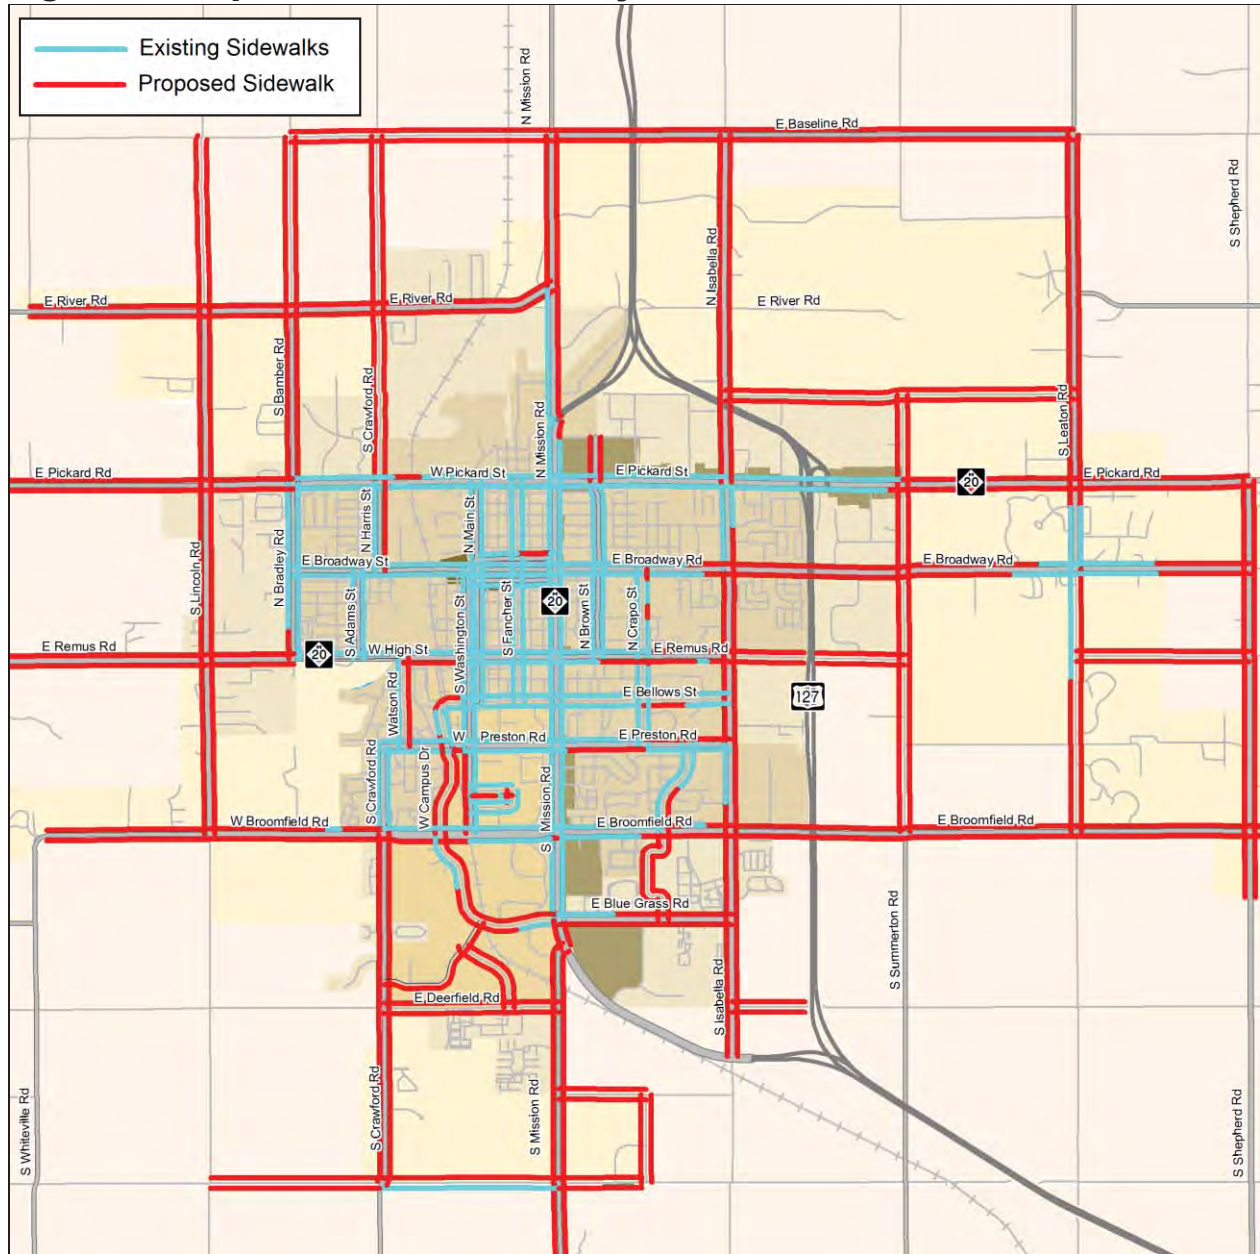 Existing Sidewalks
Proposed Sidewalk
N Mission Rd
E Baseline Rd
S Shepherd Rd
N Isabella Rd
E River Rd
E River Rd
E River Rd
S Bamber Rd
S Crawford Rd
N Mission Rd
S Leaton Rd
E Pickard Rd
W Pickard St
E Pickard St
20
E Pickard Rd
N Harris St
N Main St
E Broadway St
E Broadway Rd
E Broadway Rd
S Lincoln Rd
N Bradley Rd
S Adams St
S Washington St
S Fancher St
20
N Brown St
N Crapo St
E Remus Rd
20
W High St
E Remus Rd
Watson Rd
E Bellows St
127
W Preston Rd
E Preston Rd
S Crawford Rd
W Campus Dr
S Mission Rd
W Broomfield Rd
E Broomfield Rd
E Broomfield Rd
E Blue Grass Rd
S Summerton Rd
E Deerfield Rd
S Isabella Rd
S Whiteville Rd
S Crawford Rd
S Mission Rd
S Shepherd Rd